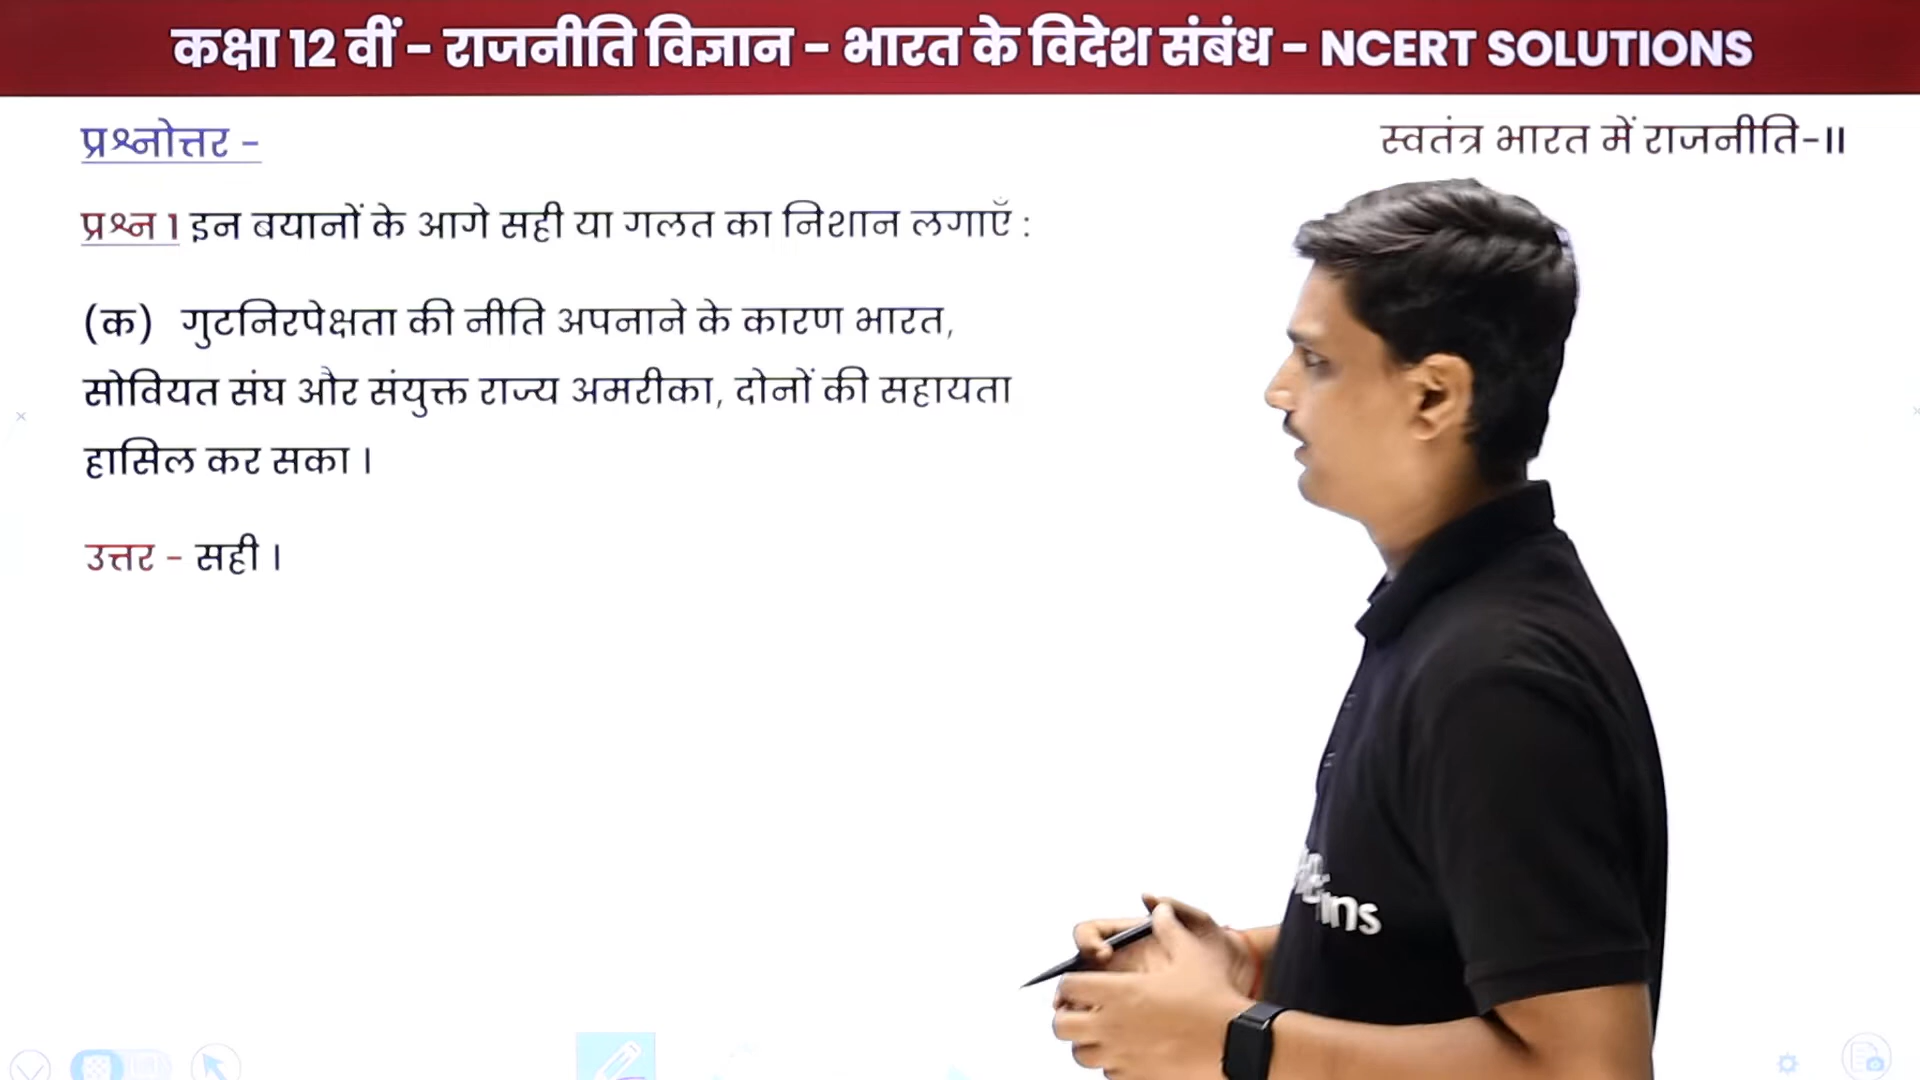 कक्षा 12 वीं - राजनीति विज्ञान - भारत के विदेश संबंध - NCERT SOLUTIONS
प्रश्नोत्तर -
स्वतंत्र भारत में राजनीति-II
प्रश्न 1 इन बयानों के आगे सही या गलत का निशान लगाएँ :
(क) गुटनिरपेक्षता की नीति अपनाने के कारण भारत,
सोवियत संघ और संयुक्त राज्य अमरीका, दोनों की सहायता
हासिल कर सका ।
उत्तर - सही ।